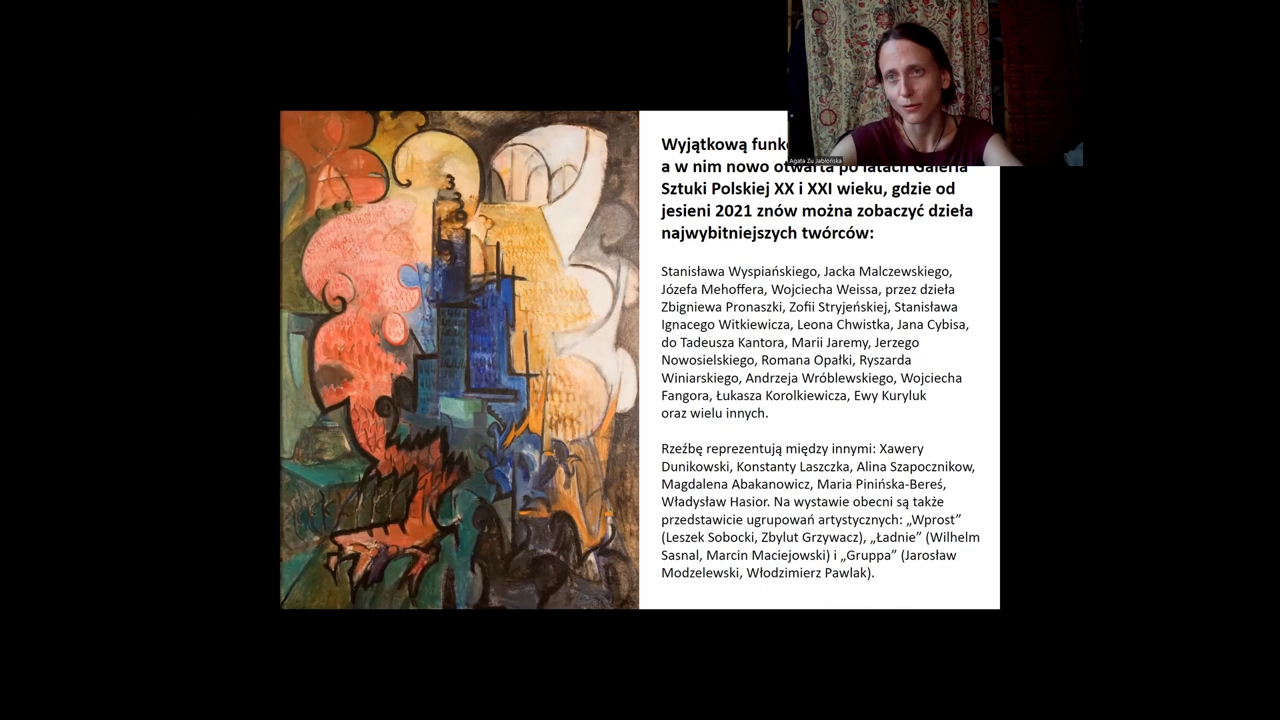 Agata Zu Jabłońska
Wyjątkową
a w nim nowo otwarta po latach Galeria
Sztuki Polskiej XX i XXI wieku, gdzie od
jesieni 2021 znów można zobaczyć dzieła
najwybitniejszych twórców:
Stanisława Wyspiańskiego, Jacka Malczewskiego,
Józefa Mehoffera, Wojciecha Weissa, przez dzieła
Zbigniewa Pronaszki, Zofii Stryjeńskiej, Stanisława
Ignacego Witkiewicza, Leona Chwistka, Jana Cybisa,
do Tadeusza Kantora, Marii Jaremy, Jerzego
Nowosielskiego, Romana Opałki, Ryszarda
Winiarskiego, Andrzeja Wróblewskiego, Wojciecha
Fangora, Łukasza Korolkiewicza, Ewy Kuryluk
oraz wielu innych.
Rzeźbę reprezentują między innymi: Xawery
Dunikowski, Konstanty Laszczka, Alina Szapocznikow,
Magdalena Abakanowicz, Maria Pinińska-Bereś,
Władysław Hasior. Na wystawie obecni są także
przedstawicie ugrupowań artystycznych: „Wprost”
(Leszek Sobocki, Zbylut Grzywacz), „Ładnie” (Wilhelm
Sasnal, Marcin Maciejowski) i „Gruppa” (Jarosław
Modzelewski, Włodzimierz Pawlak).